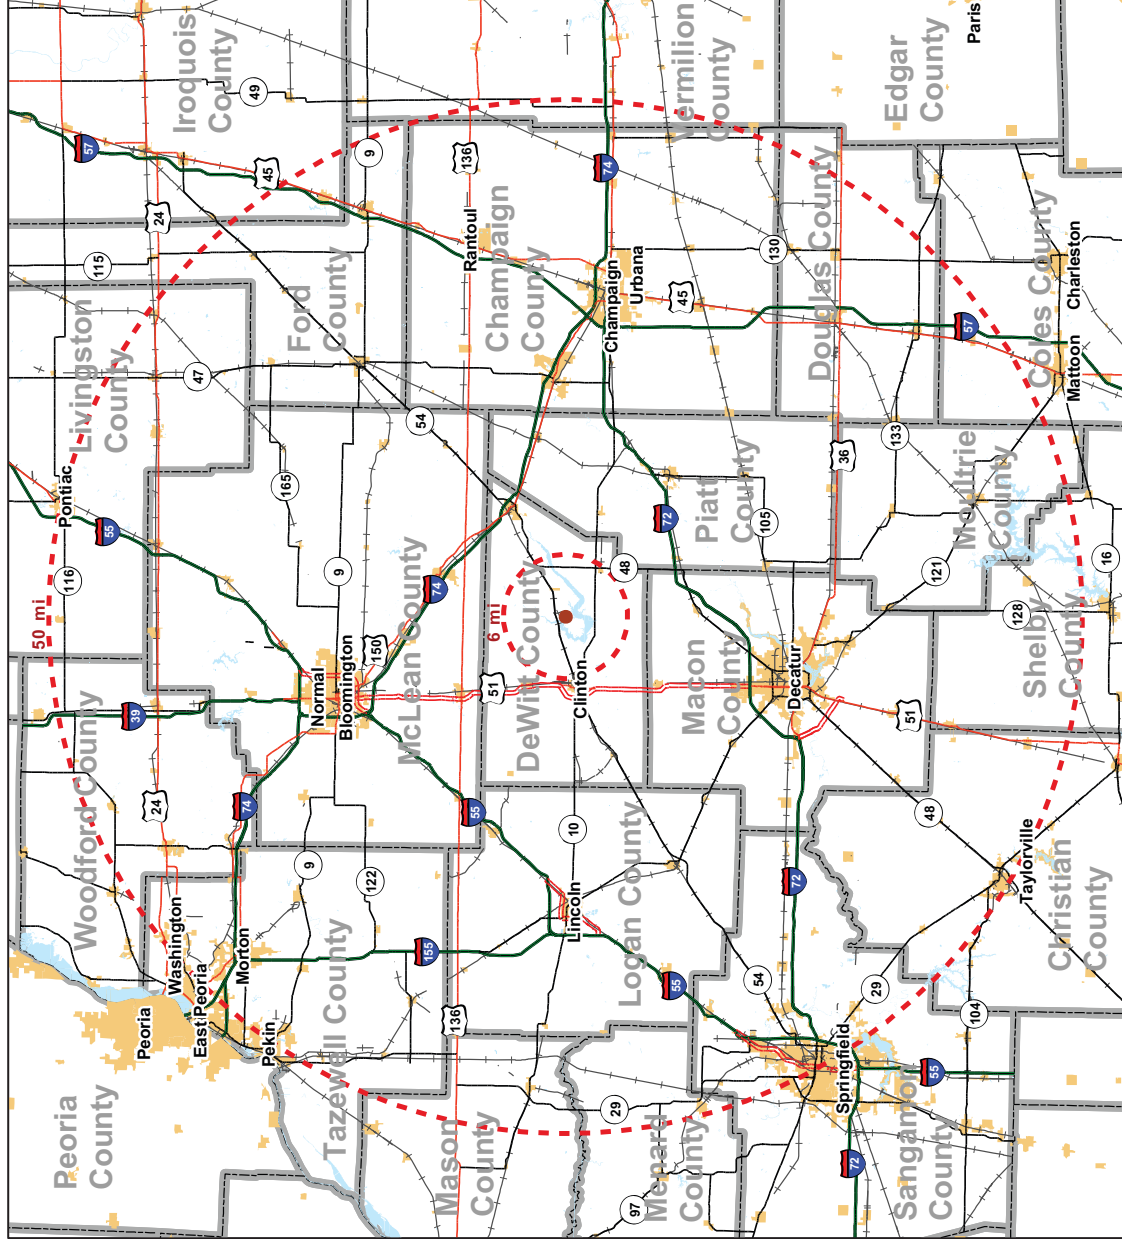 Peoria
County
Woodford County
Livingston
County
Iroquois
County
Ford
County
Tazewell County
McLean County
Champaign
County
Vermilion
County
Mason
County
Logan County
DeWitt County
Piatt
County
Macon
County
Douglas County
Edgar
County
Menard
County
Sangamon
County
Christian
County
Shelby
County
Moultrie
County
Coles County
Peoria
East Peoria
Washington
Morton
Pekin
Pontiac
Normal
Bloomington
Rantoul
Champaign
Urbana
Lincoln
Clinton
Decatur
Springfield
Taylorville
Mattoon
Charleston
Paris
50 mi
6 mi
116
115
49
57
45
24
24
47
39
55
74
9
9
9
165
122
155
150
136
136
54
74
74
51
55
10
48
72
105
130
45
36
133
57
121
128
16
51
48
72
54
29
55
29
97
72
55
104